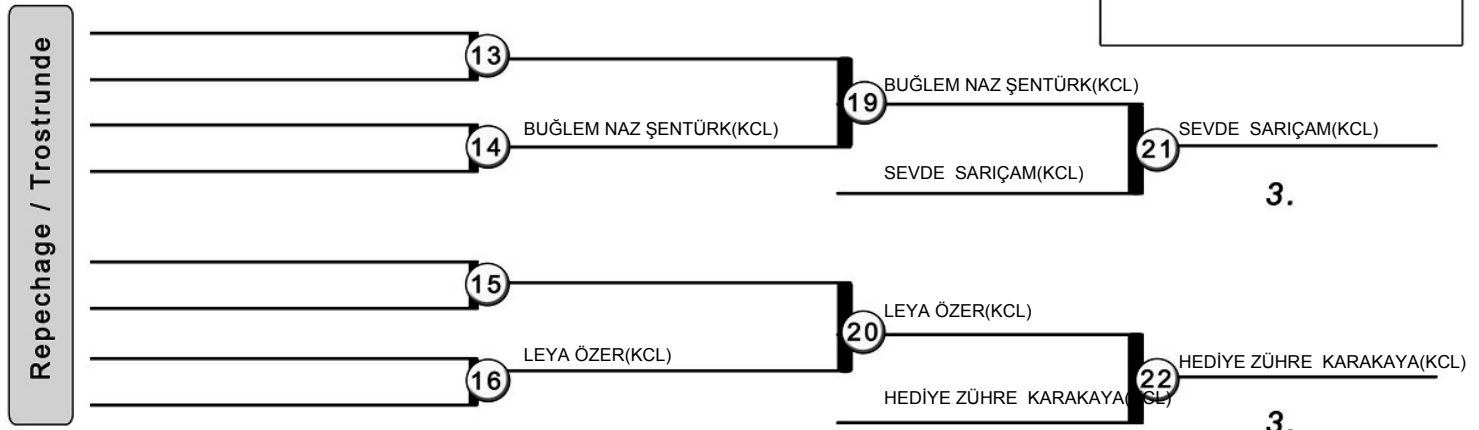 Repechage / Trostrunde
13
14
BUĞLEM NAZ ŞENTÜRK(KCL)
19
BUĞLEM NAZ ŞENTÜRK(KCL)
SEVDE  SARIÇAM(KCL)
21
SEVDE  SARIÇAM(KCL)
3.
15
16
LEYA ÖZER(KCL)
20
LEYA ÖZER(KCL)
HEDİYE ZÜHRE  KARAKAYA(KCL)
22
HEDİYE ZÜHRE  KARAKAYA(KCL)
3.